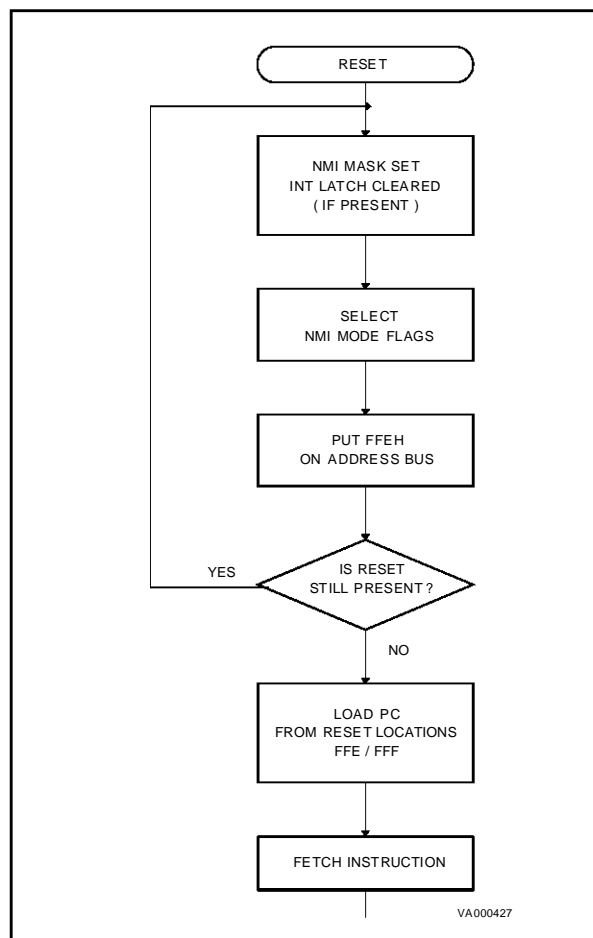 RESET
NMI MASK SET
INT LATCH CLEARED
( IF PRESENT )
SELECT
NMI MODE FLAGS
PUT FFEH
ON ADDRESS BUS
IS RESET
STILL PRESENT?
YES
NO
LOAD PC
FROM RESET LOCATIONS
FFE / FFF
FETCH INSTRUCTION
VA000427